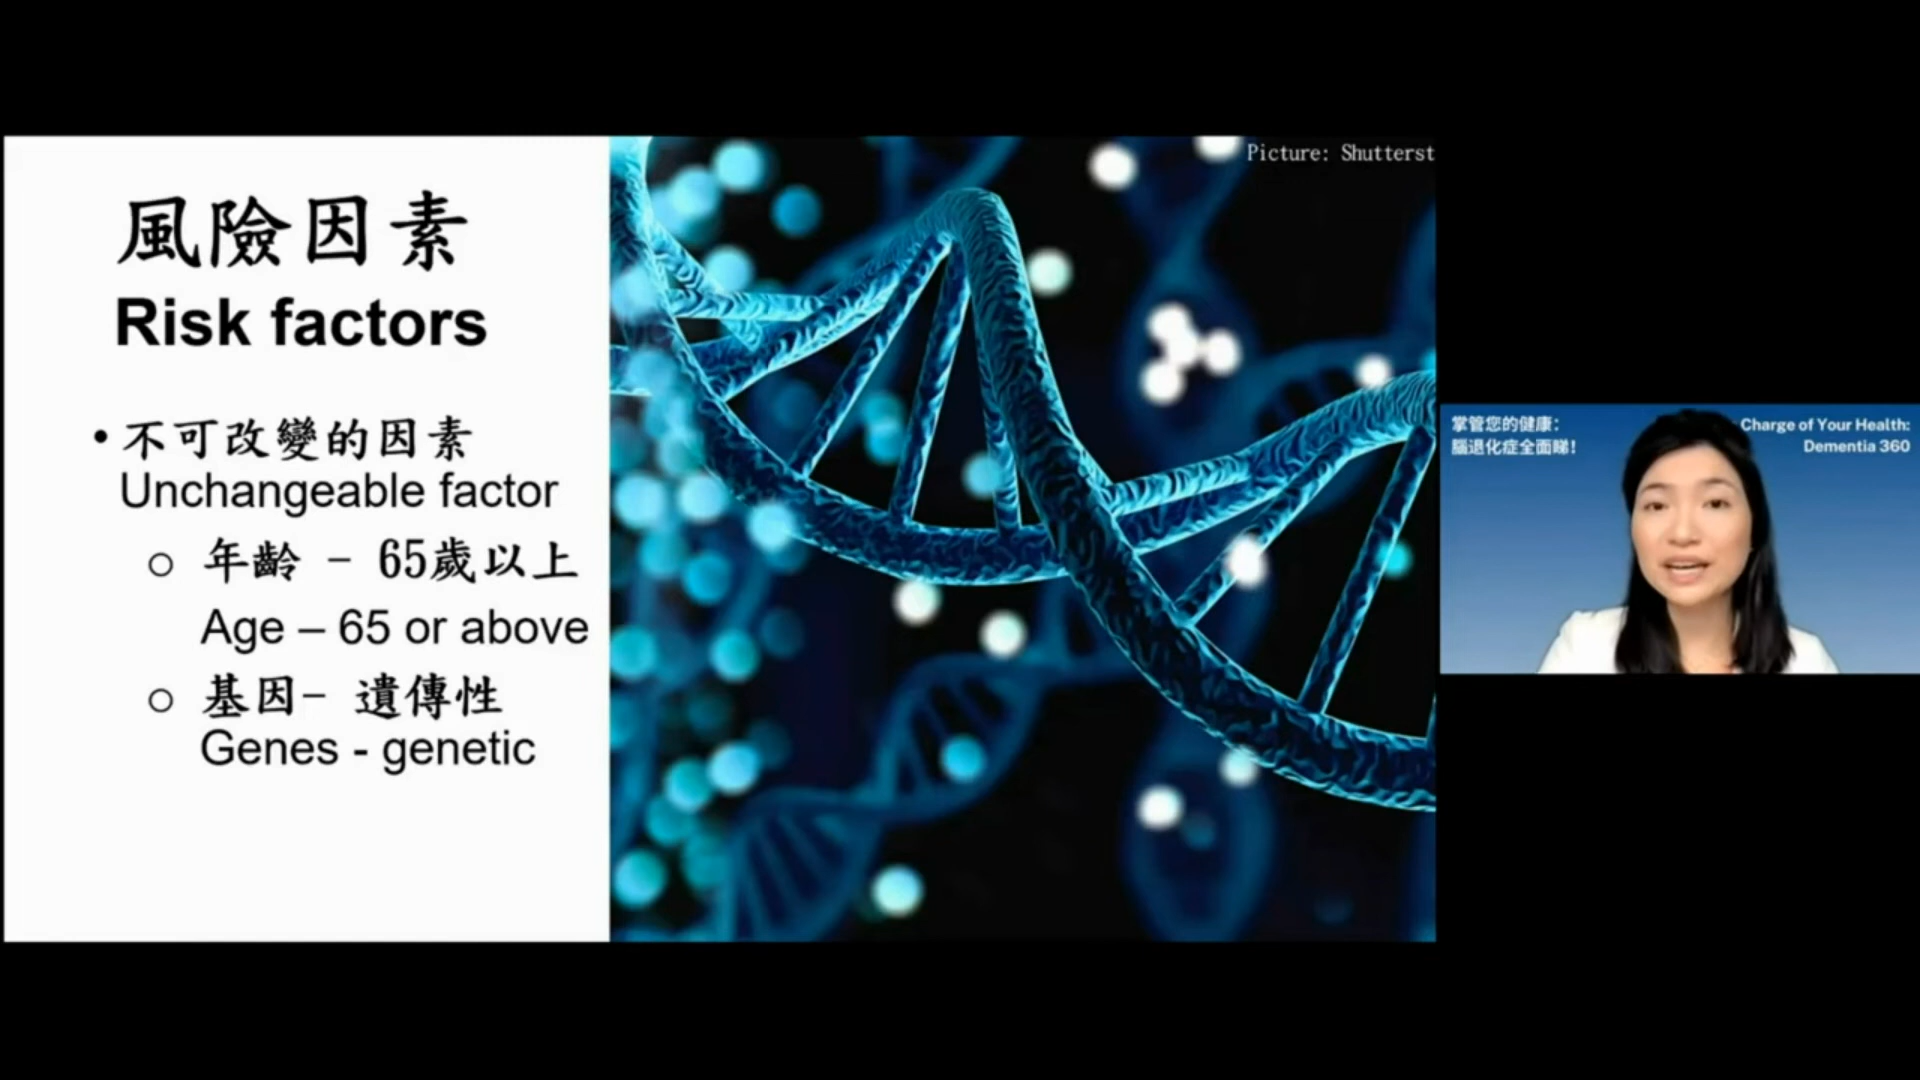 Picture: Shutterst
風險因素
Risk factors
• 不可改變的因素
Unchangeable factor
○ 年齡 - 65歲以上
Age – 65 or above
○ 基因- 遺傳性
Genes - genetic
掌管您的健康:
腦退化症全面睇!
Charge of Your Health:
Dementia 360